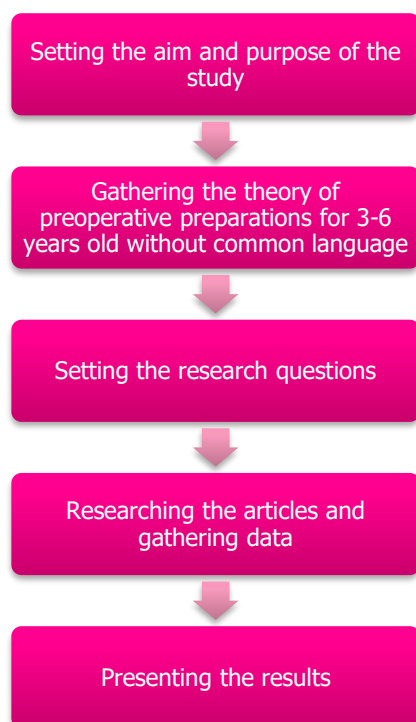 Setting the aim and purpose of the
study
Gathering the theory of
preoperative preparations for 3-6
years old without common language
Setting the research questions
Researching the articles and
gathering data
Presenting the results